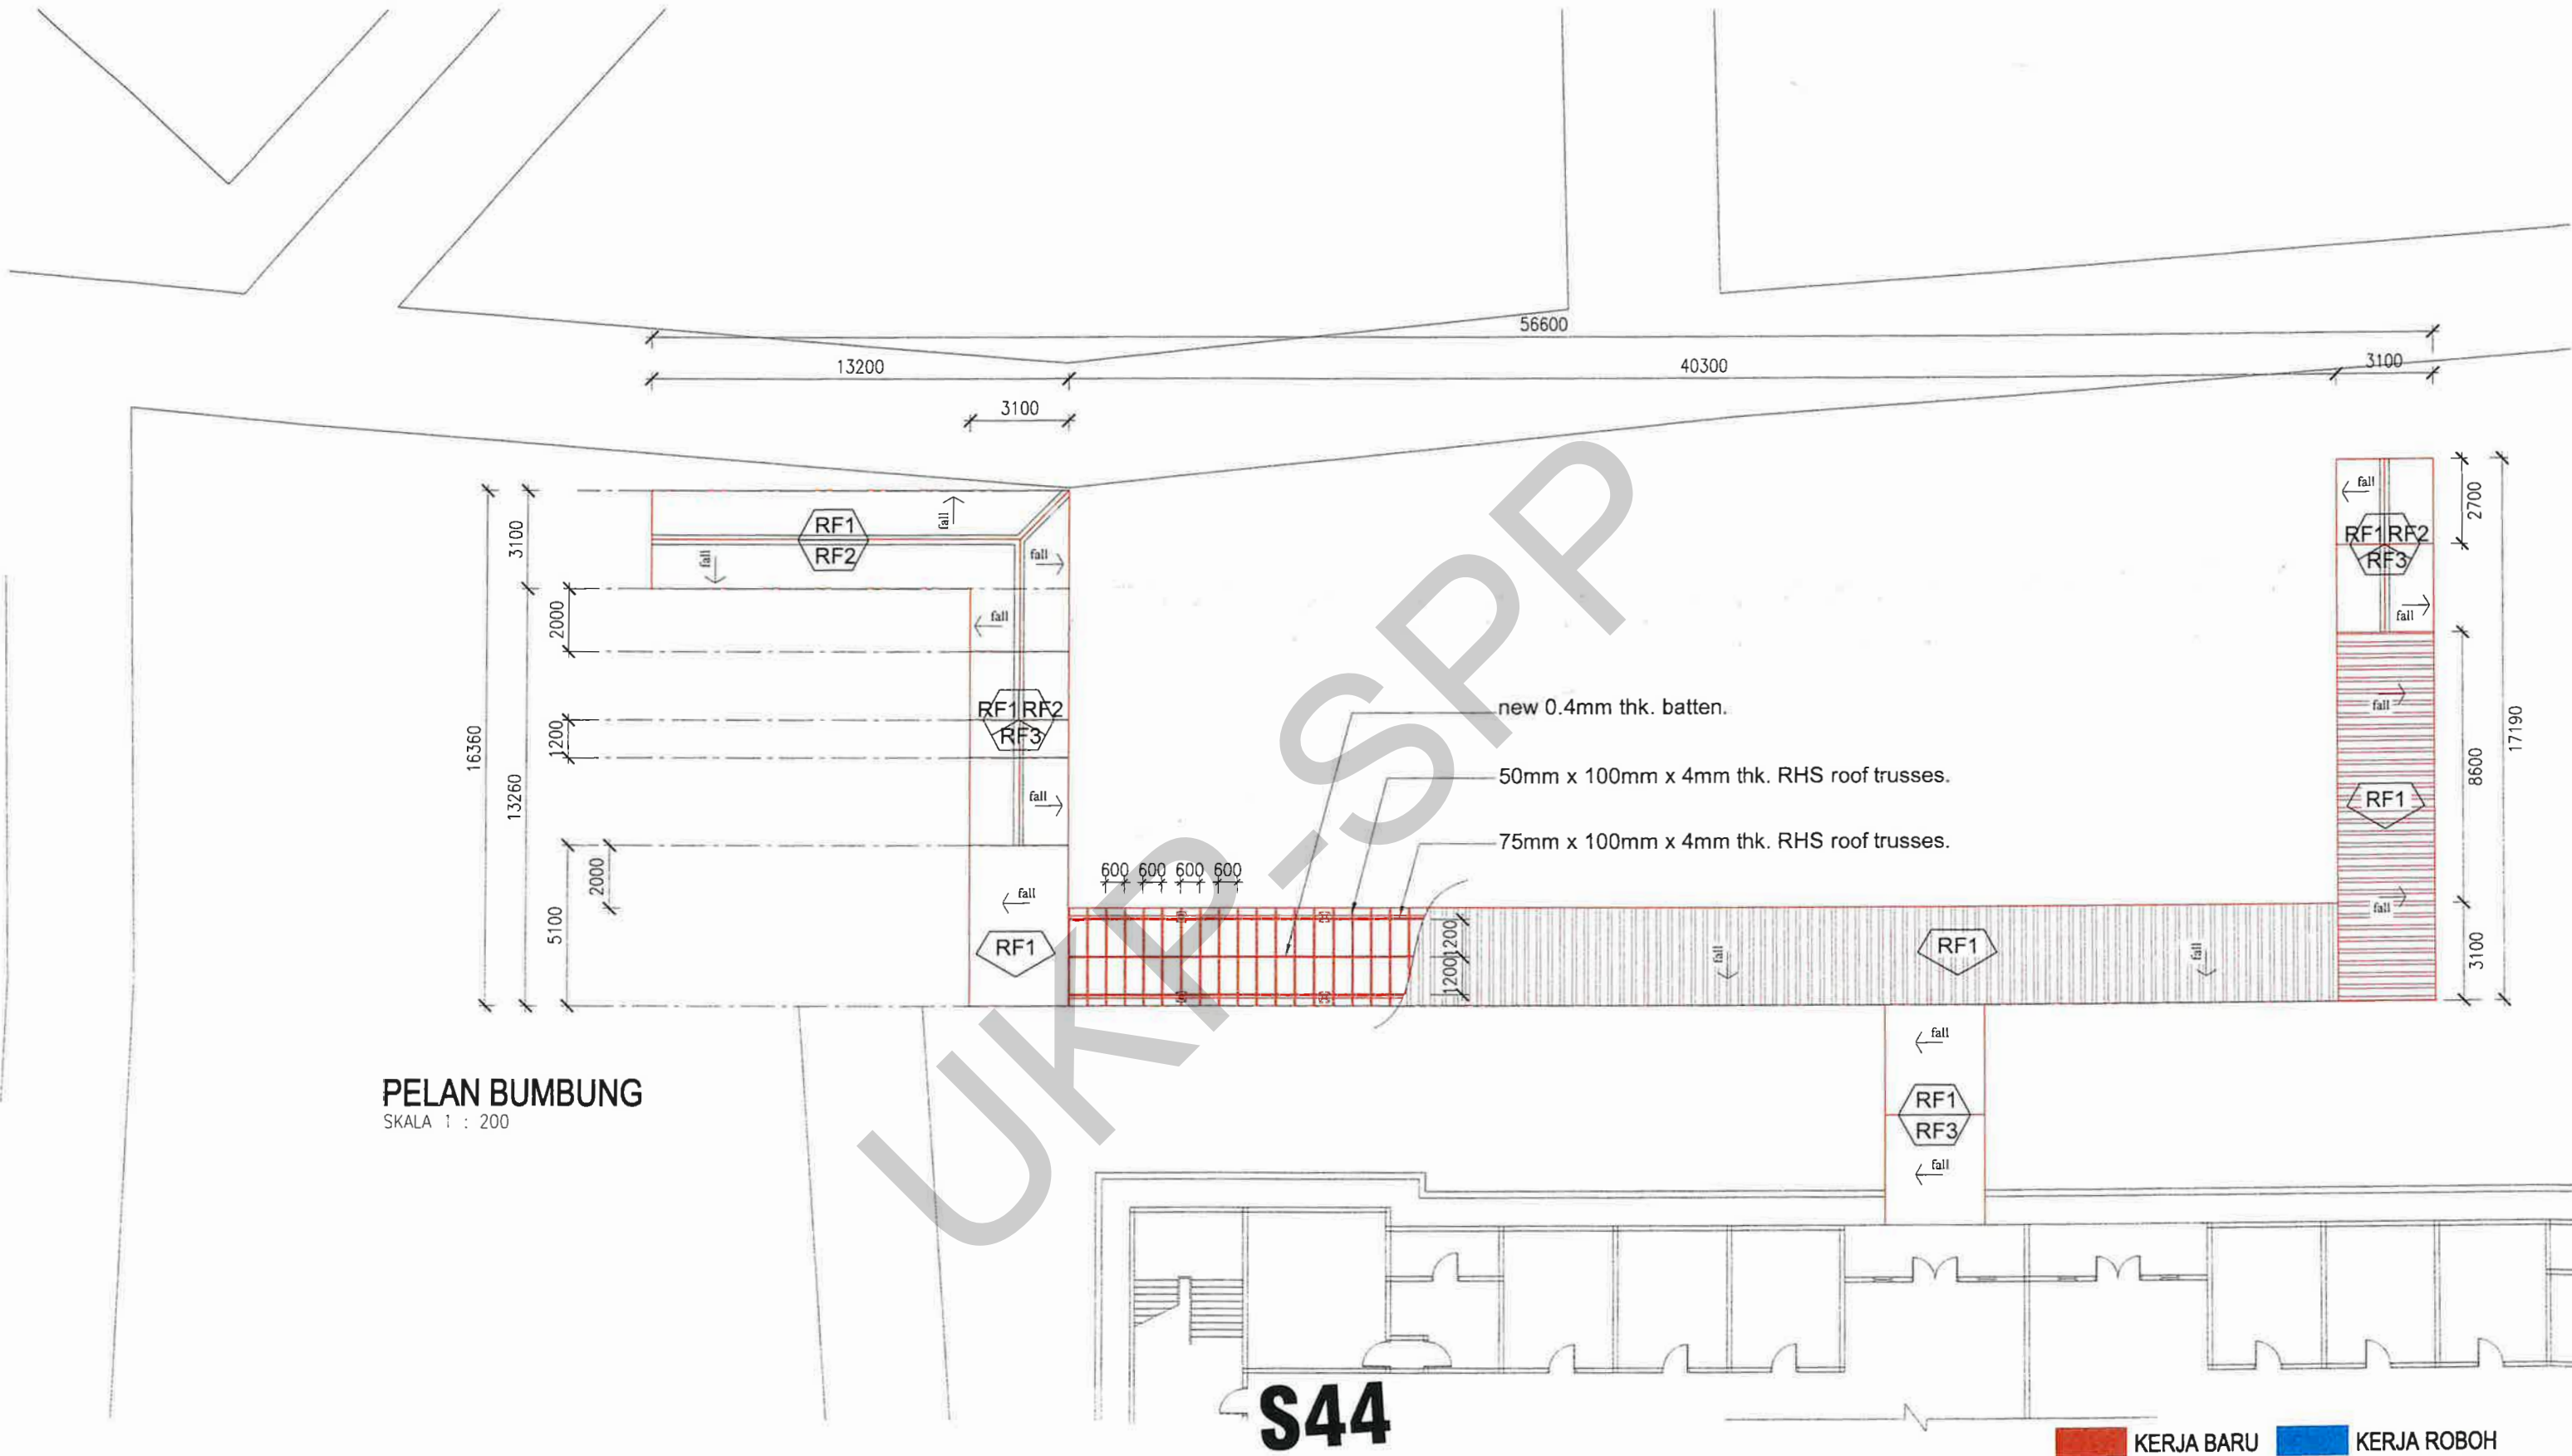 56600
13200
40300
3100
3100
fall
RF1
RF2
fall
fall
fall
RF1 RF2
RF3
fall
fall
RF1
3100
2000
1200
16360
13260
2000
5100
fall
RF1 RF2
RF3
fall
2700
fall
RF1
fall
8600
17190
3100
new 0.4mm thk. batten.
50mm x 100mm x 4mm thk. RHS roof trusses.
75mm x 100mm x 4mm thk. RHS roof trusses.
600 600 600 600
1200
1200
fall
RF1
fall
fall
RF1
RF3
fall
PELAN BUMBUNG
SKALA 1 : 200
UKP-SPP
S44
KERJA BARU
KERJA ROBOH